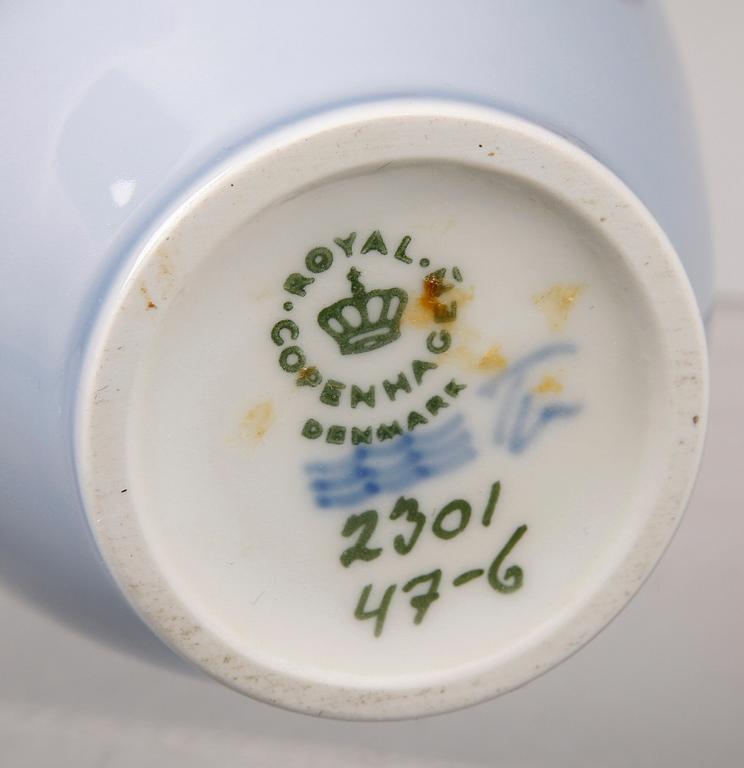 ROYAL
COPENHAGEN
DENMARK
2301
47-6